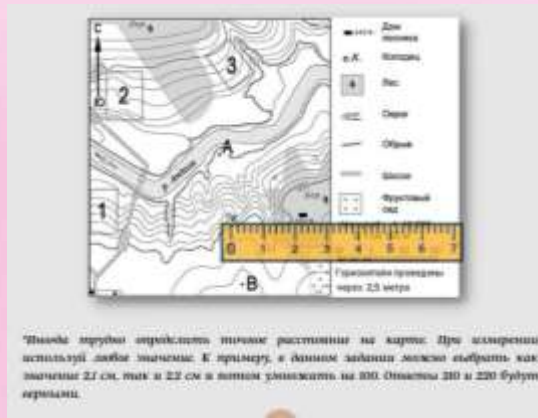 С
Дом лесника
К.
Колодец
Лес
Овраг
Обрыв
Шоссе
Фруктовый сад
3
2
А
1
0 1 2 3 4 5 6 7
Горизонтали проведены
через 2,5 метра
В
*Иногда трудно определить точное расстояние на карте. При измерении
используй любое значение. К примеру, в данном задании можно выбрать как
значение 2,1 см, так и 2,2 см и потом умножать на 100. Ответы 210 и 220 будут
верными.